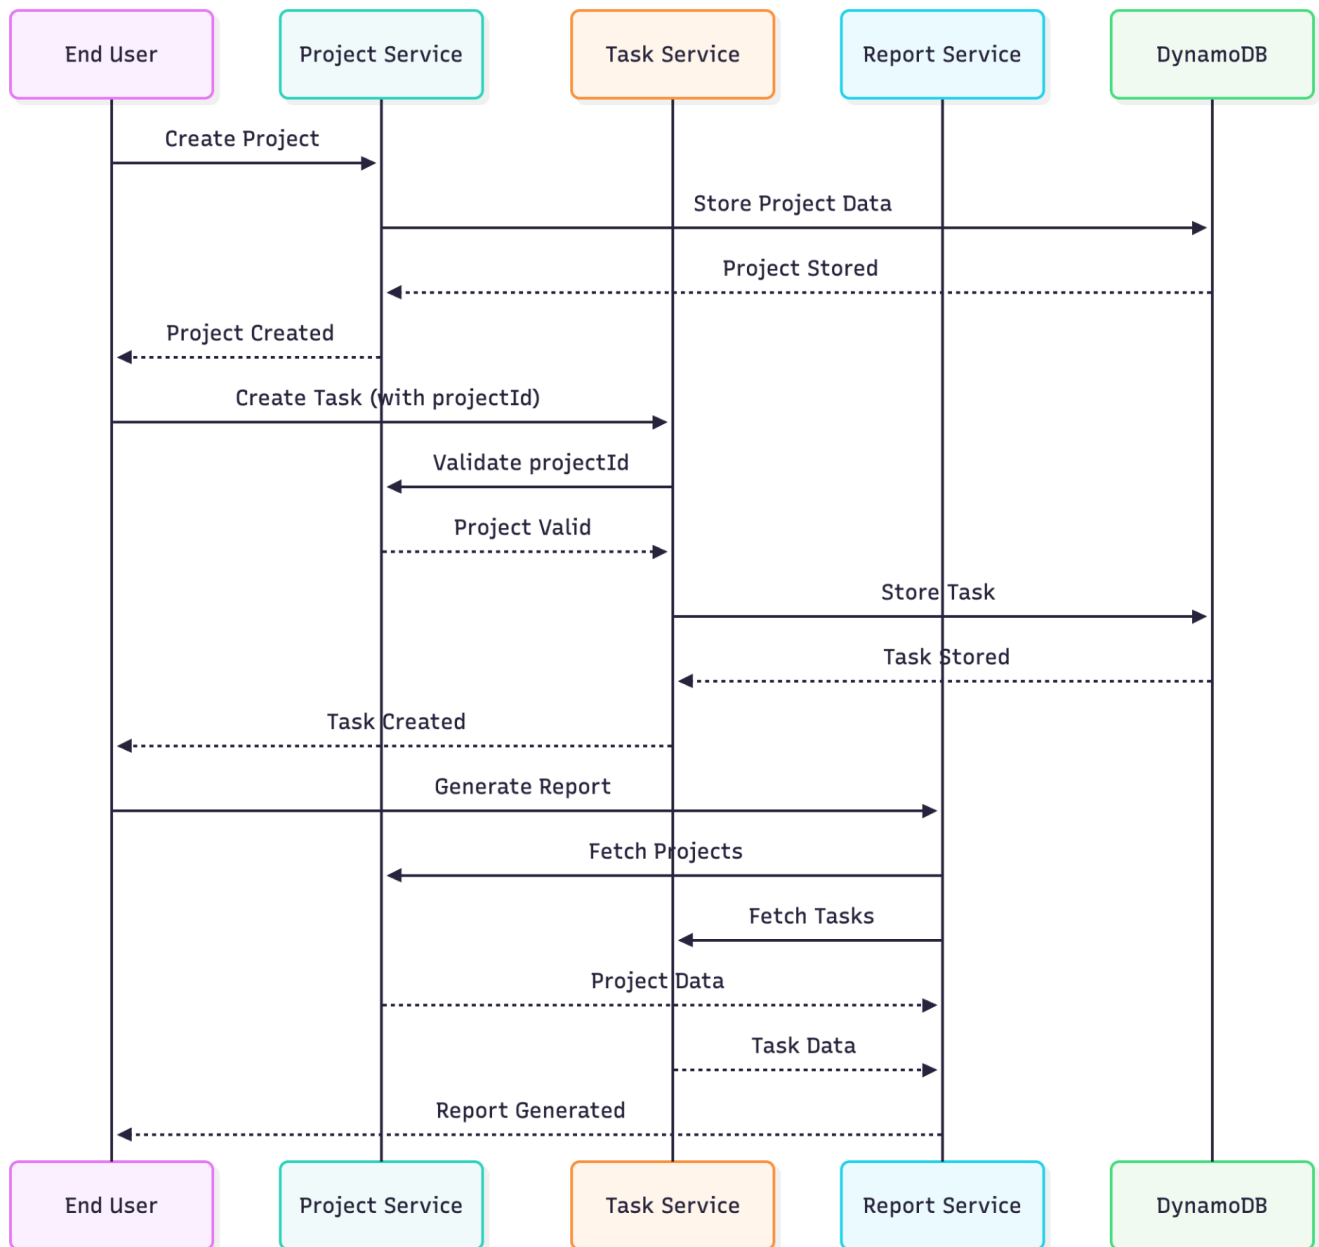 End User
Project Service
Task Service
Report Service
DynamoDB
Create Project
Store Project Data
Project Stored
Project Created
Create Task (with projectId)
Validate projectId
Project Valid
Store Task
Task Stored
Task Created
Generate Report
Fetch Projects
Fetch Tasks
Project Data
Task Data
Report Generated
End User
Project Service
Task Service
Report Service
DynamoDB